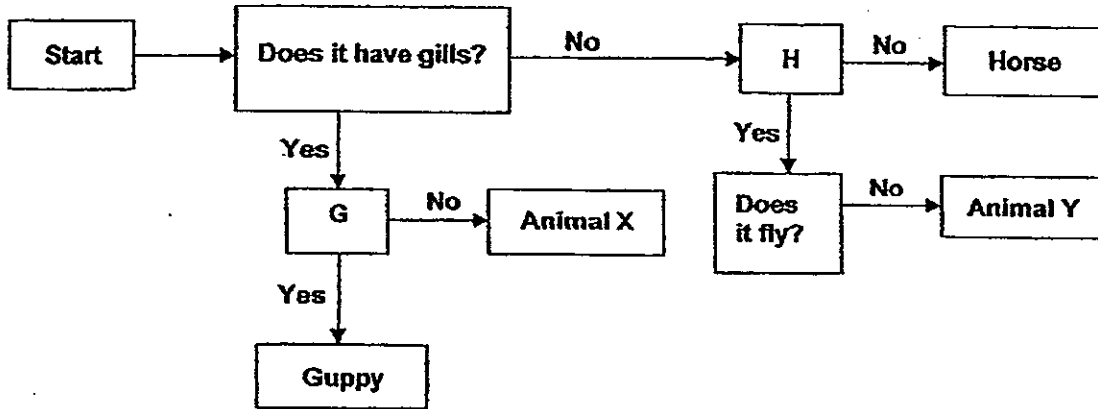 Start
Does it have gills?
No
H
No
Horse
Yes
Yes
G
No
Animal X
Does
it fly?
No
Animal Y
Yes
Guppy